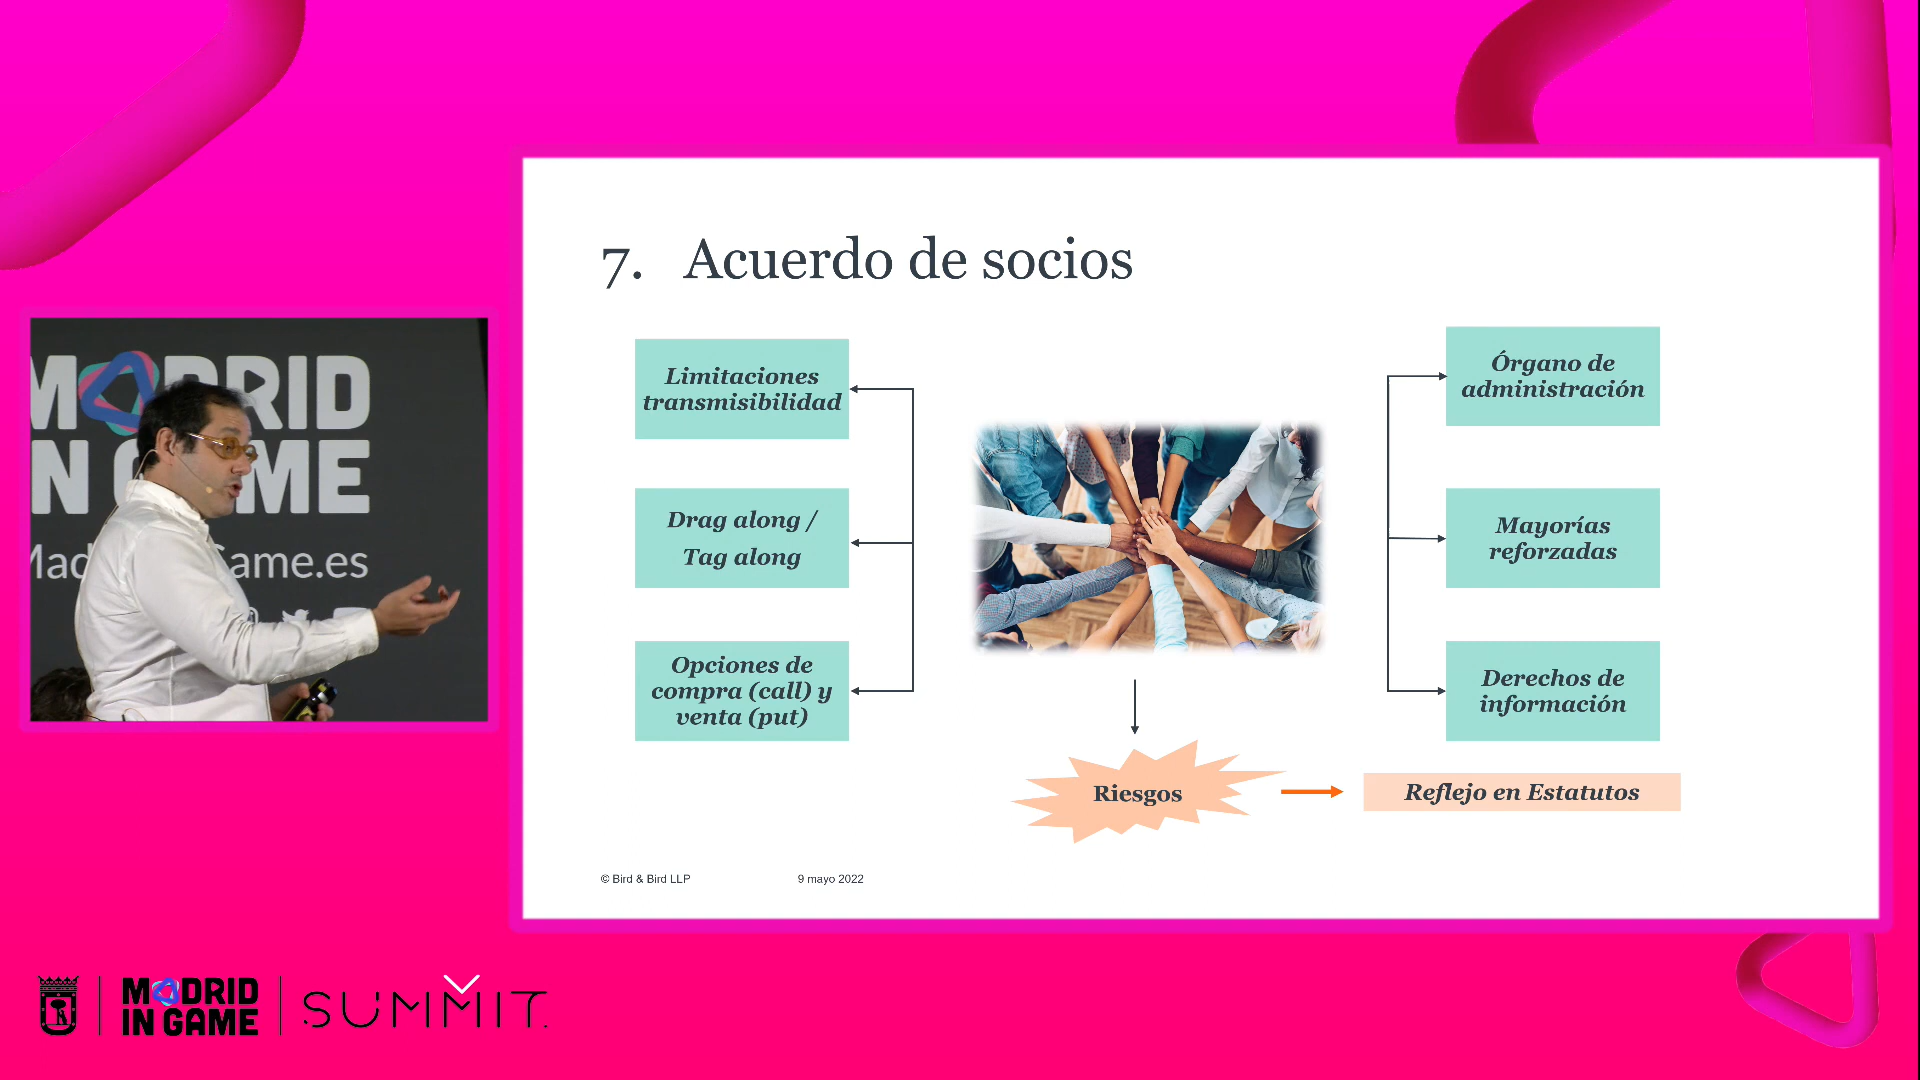 MADRID
IN GAME
Mad Game.es
7. Acuerdo de socios
Limitaciones
transmisibilidad
Drag along /
Tag along
Opciones de
compra (call) y
venta (put)
Órgano de
administración
Mayorías
reforzadas
Derechos de
información
Riesgos
Reflejo en Estatutos
© Bird & Bird LLP
9 mayo 2022
MADRID
IN GAME
SUMMIT.